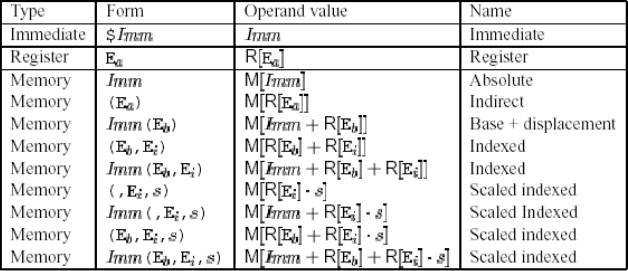 Type Form Operand value Name
Immediate $Imm Imm Immediate
Register Ea R[Ea] Register
Memory Imm M[Imm] Absolute
Memory (Ea) M[R[Ea]] Indirect
Memory Imm(Eb) M[Imm + R[Eb]] Base + displacement
Memory (Eb,Ei) M[R[Eb] + R[Ei]] Indexed
Memory Imm(Eb,Ei) M[Imm + R[Eb] + R[Ei]] Indexed
Memory (,Ei,s) M[R[Ei] · s] Scaled indexed
Memory Imm(,Ei,s) M[Imm + R[Ei] · s] Scaled Indexed
Memory (Eb,Ei,s) M[R[Eb] + R[Ei] · s] Scaled indexed
Memory Imm(Eb,Ei,s) M[Imm + R[Eb] + R[Ei] · s] Scaled indexed